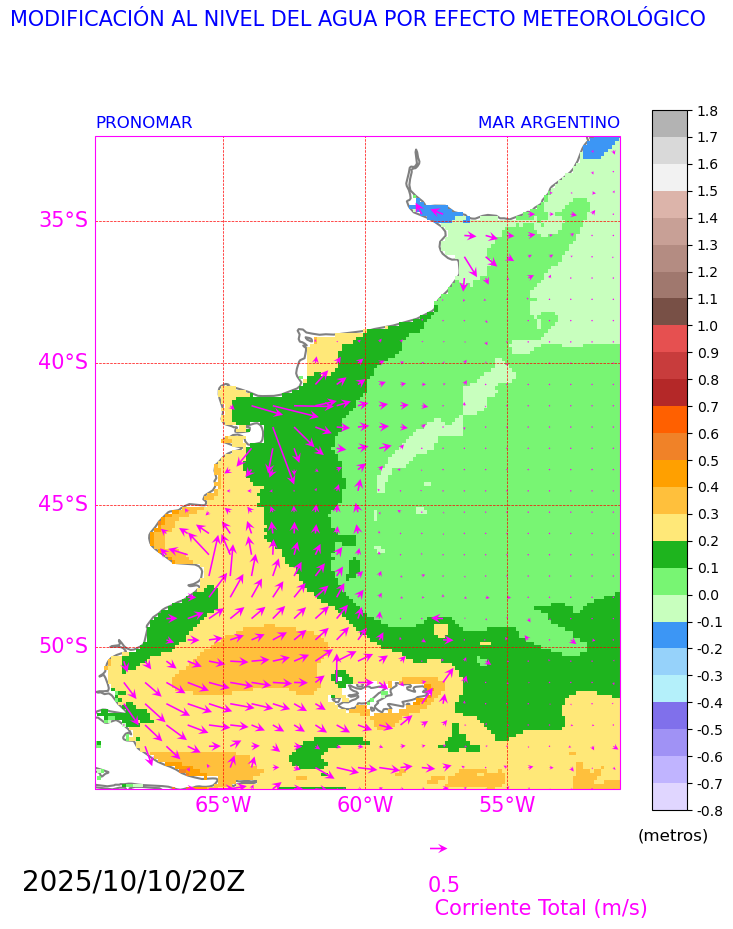 MODIFICACIÓN AL NIVEL DEL AGUA POR EFECTO METEOROLÓGICO
PRONOMAR
MAR ARGENTINO
35°S
40°S
45°S
50°S
65°W
60°W
55°W
1.8
1.7
1.6
1.5
1.4
1.3
1.2
1.1
1.0
0.9
0.8
0.7
0.6
0.5
0.4
0.3
0.2
0.1
0.0
-0.1
-0.2
-0.3
-0.4
-0.5
-0.6
-0.7
-0.8
(metros)
2025/10/10/20Z
0.5
Corriente Total (m/s)